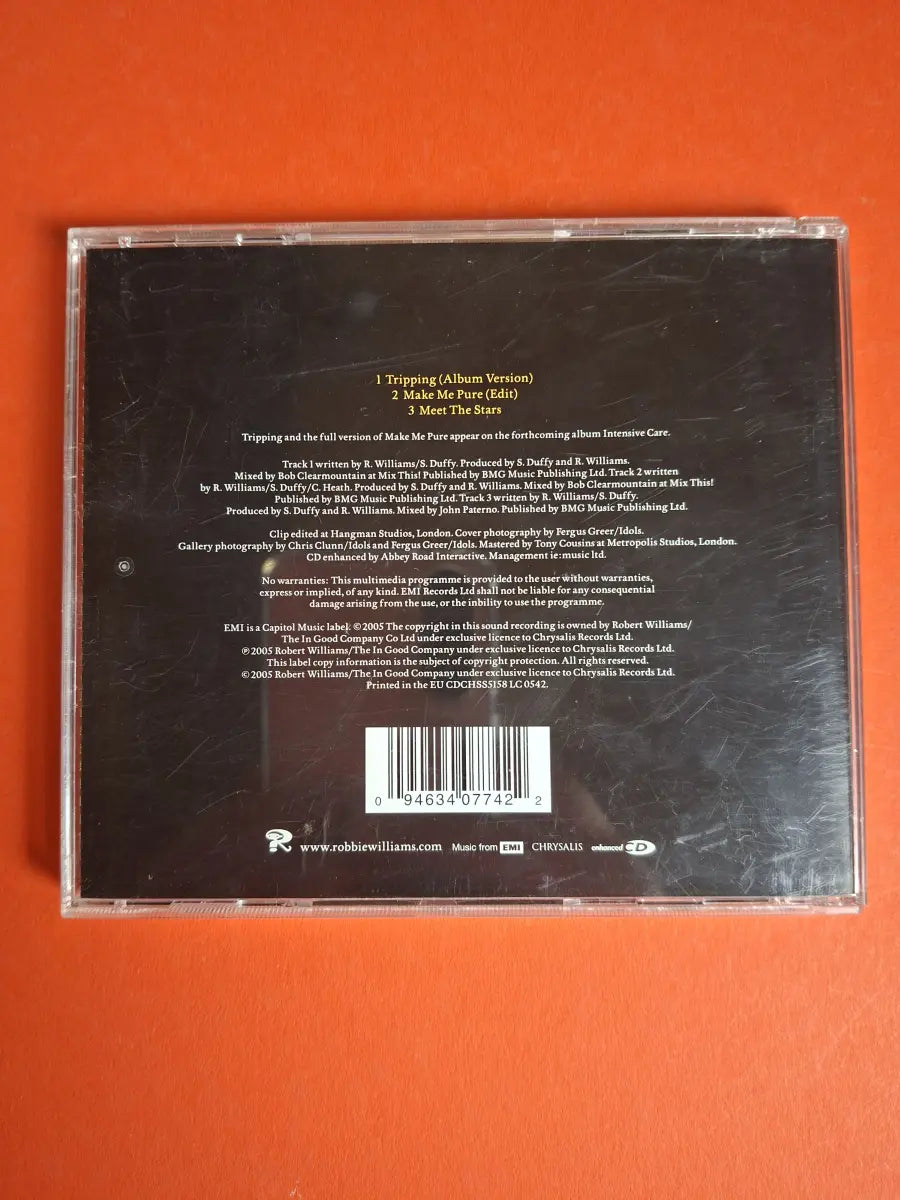 1 Tripping (Album Version)
2 Make Me Pure (Edit)
3 Meet The Stars
Tripping and the full version of Make Me Pure appear on the forthcoming album Intensive Care.
Track 1 written by R. Williams/S. Duffy. Produced by S. Duffy and R. Williams.
Mixed by Bob Clearmountain at Mix This! Published by BMG Music Publishing Ltd. Track 2 written
by R. Williams/S. Duffy/C. Heath. Produced by S. Duffy and R. Williams. Mixed by Bob Clearmountain at Mix This!
Published by BMG Music Publishing Ltd. Track 3 written by R. Williams/S. Duffy.
Produced by S. Duffy and R. Williams. Mixed by John Paterno. Published by BMG Music Publishing Ltd.
Clip edited at Hangman Studios, London. Cover photography by Fergus Greer/Idols.
Gallery photography by Chris Clunn/Idols and Fergus Greer/Idols. Mastered by Tony Cousins at Metropolis Studios, London.
CD enhanced by Abbey Road Interactive. Management ie:music ltd.
No warranties: This multimedia programme is provided to the user without warranties,
express or implied, of any kind. EMI Records Ltd shall not be liable for any consequential
damage arising from the use, or the inbility to use the programme.
EMI is a Capitol Music label. ©2005 The copyright in this sound recording is owned by Robert Williams/
The In Good Company Co Ltd under exclusive licence to Chrysalis Records Ltd.
℗2005 Robert Williams/The In Good Company under exclusive licence to Chrysalis Records Ltd.
This label copy information is the subject of copyright protection. All rights reserved.
©2005 Robert Williams/The In Good Company under exclusive licence to Chrysalis Records Ltd.
Printed in the EU CDCHSS5158 LC 0542.
0 94634 07742 2
R www.robbiewilliams.com Music from EMI CHRYSALIS enhanced CD